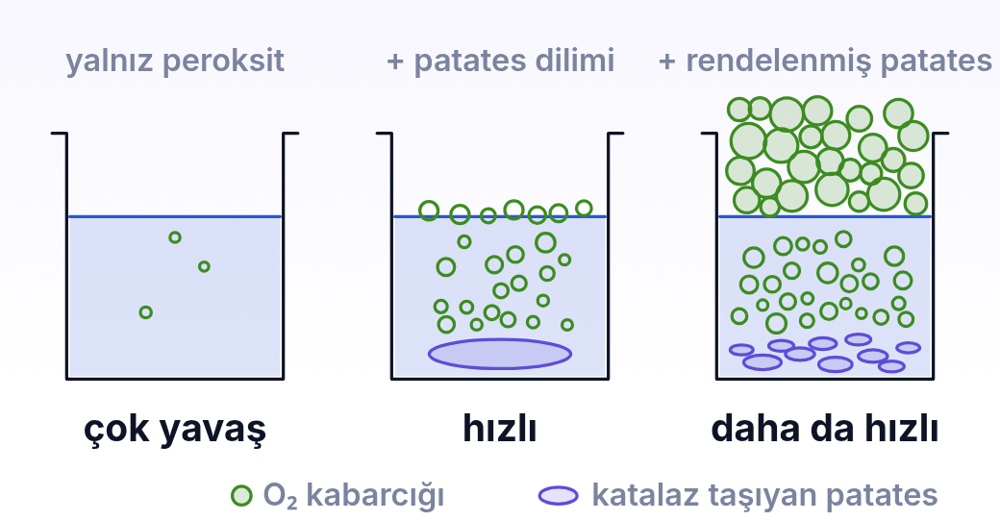 yalnız peroksit
+ patates dilimi
+ rendelenmiş patates
çok yavaş
hızlı
daha da hızlı
O₂ kabarcığı
katalaz taşıyan patates